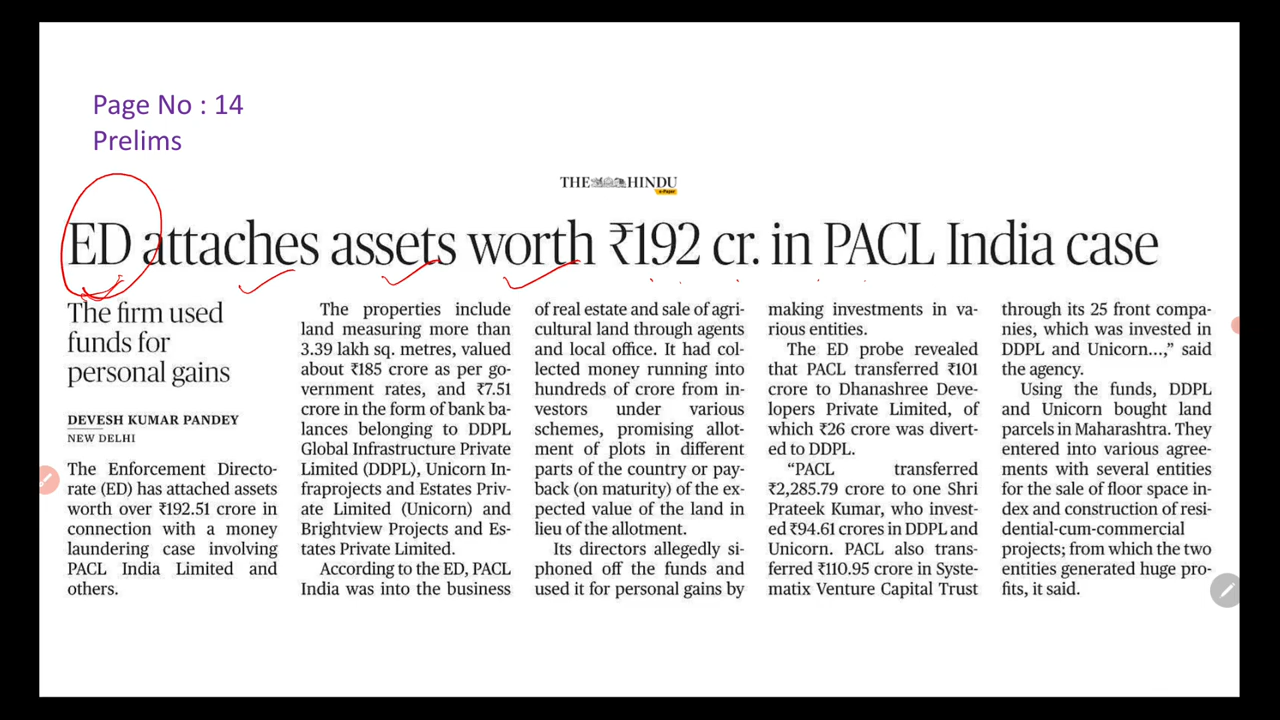 Page No : 14
Prelims
THE HINDU
e-Paper
ED attaches assets worth ₹192 cr. in PACL India case
The firm used
funds for
personal gains
DEVESH KUMAR PANDEY
NEW DELHI
The Enforcement Directo-
rate (ED) has attached assets
worth over ₹192.51 crore in
connection with a money
laundering case involving
PACL India Limited and
others.
The properties include
land measuring more than
3.39 lakh sq. metres, valued
about ₹185 crore as per go-
vernment rates, and ₹7.51
crore in the form of bank ba-
lances belonging to DDPL
Global Infrastructure Private
Limited (DDPL), Unicorn In-
fraprojects and Estates Priv-
ate Limited (Unicorn) and
Brightview Projects and Es-
tates Private Limited.
According to the ED, PACL
India was into the business
of real estate and sale of agri-
cultural land through agents
and local office. It had col-
lected money running into
hundreds of crore from in-
vestors under various
schemes, promising allot-
ment of plots in different
parts of the country or pay-
back (on maturity) of the ex-
pected value of the land in
lieu of the allotment.
Its directors allegedly si-
phoned off the funds and
used it for personal gains by
making investments in va-
rious entities.
The ED probe revealed
that PACL transferred ₹101
crore to Dhanashree Deve-
lopers Private Limited, of
which ₹26 crore was divert-
ed to DDPL.
“PACL transferred
₹2,285.79 crore to one Shri
Prateek Kumar, who invest-
ed ₹94.61 crores in DDPL and
Unicorn. PACL also trans-
ferred ₹110.95 crore in Syste-
matix Venture Capital Trust
through its 25 front compa-
nies, which was invested in
DDPL and Unicorn...,” said
the agency.
Using the funds, DDPL
and Unicorn bought land
parcels in Maharashtra. They
entered into various agree-
ments with several entities
for the sale of floor space in-
dex and construction of resi-
dential-cum-commercial
projects; from which the two
entities generated huge pro-
fits, it said.